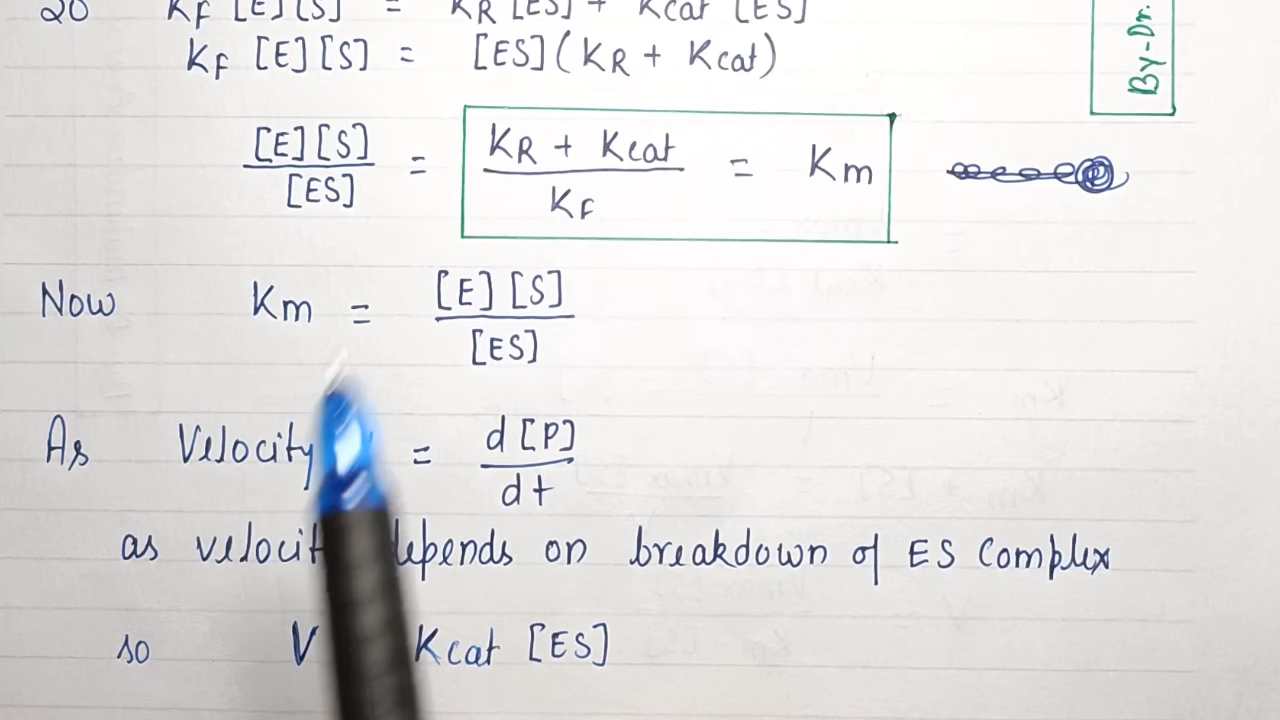 So KF [E][S] = KR [ES] + Kcat [ES]
KF [E][S] = [ES](KR + Kcat)
By-Dr.
[E][S]/[ES] = KR + Kcat/KF = Km
Now Km = [E][S]/[ES]
As Velocity = d[P]/dt
as velocit depends on breakdown of ES Complex
so V Kcat [ES]